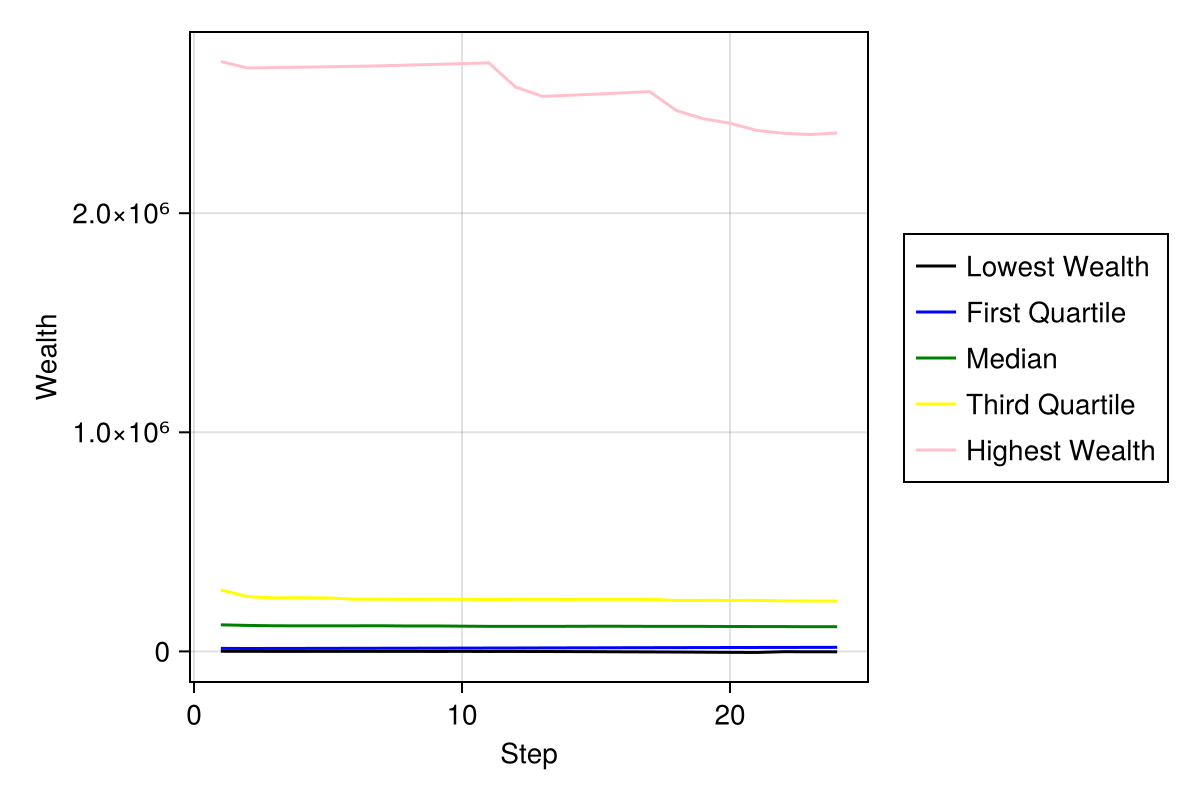 Wealth
2.0×10⁶
1.0×10⁶
0
0
10
20
Step
Lowest Wealth
First Quartile
Median
Third Quartile
Highest Wealth